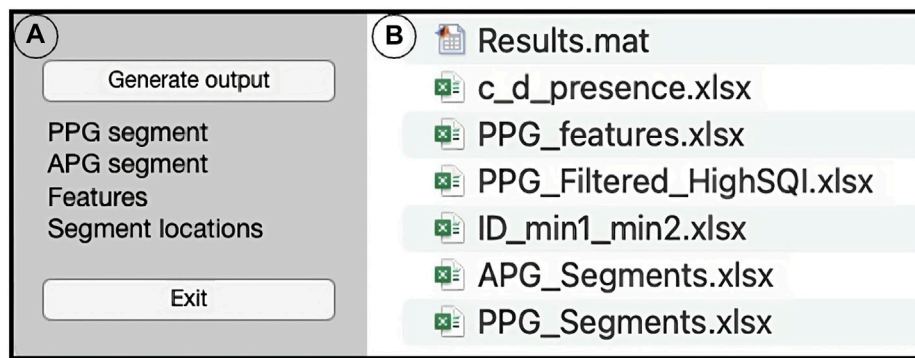 A
Generate output
PPG segment
APG segment
Features
Segment locations
Exit
B
Results.mat
c_d_presence.xlsx
PPG_features.xlsx
PPG_Filtered_HighSQI.xlsx
ID_min1_min2.xlsx
APG_Segments.xlsx
PPG_Segments.xlsx